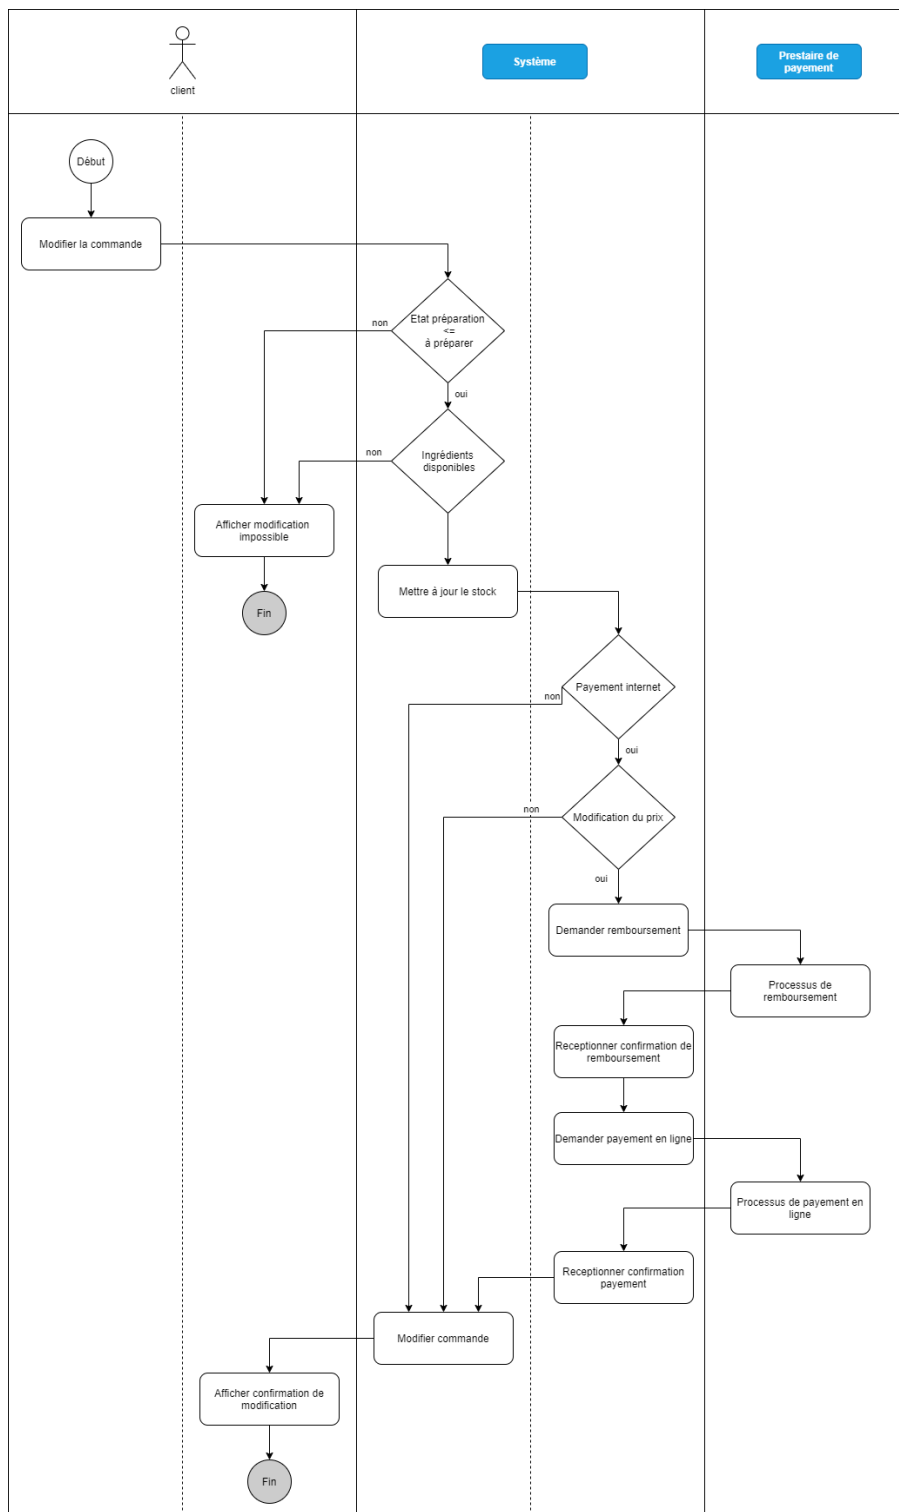 client
Système
Prestaire de
payement
Début
Modifier la commande
Etat préparation
<=
à préparer
non
oui
Ingrédients
disponibles
non
Afficher modification
impossible
Fin
Mettre à jour le stock
Payement internet
non
oui
Modification du prix
non
oui
Demander remboursement
Processus de
remboursement
Receptionner confirmation de
remboursement
Demander payement en ligne
Processus de payement en
ligne
Receptionner confirmation
payement
Modifier commande
Afficher confirmation de
modification
Fin